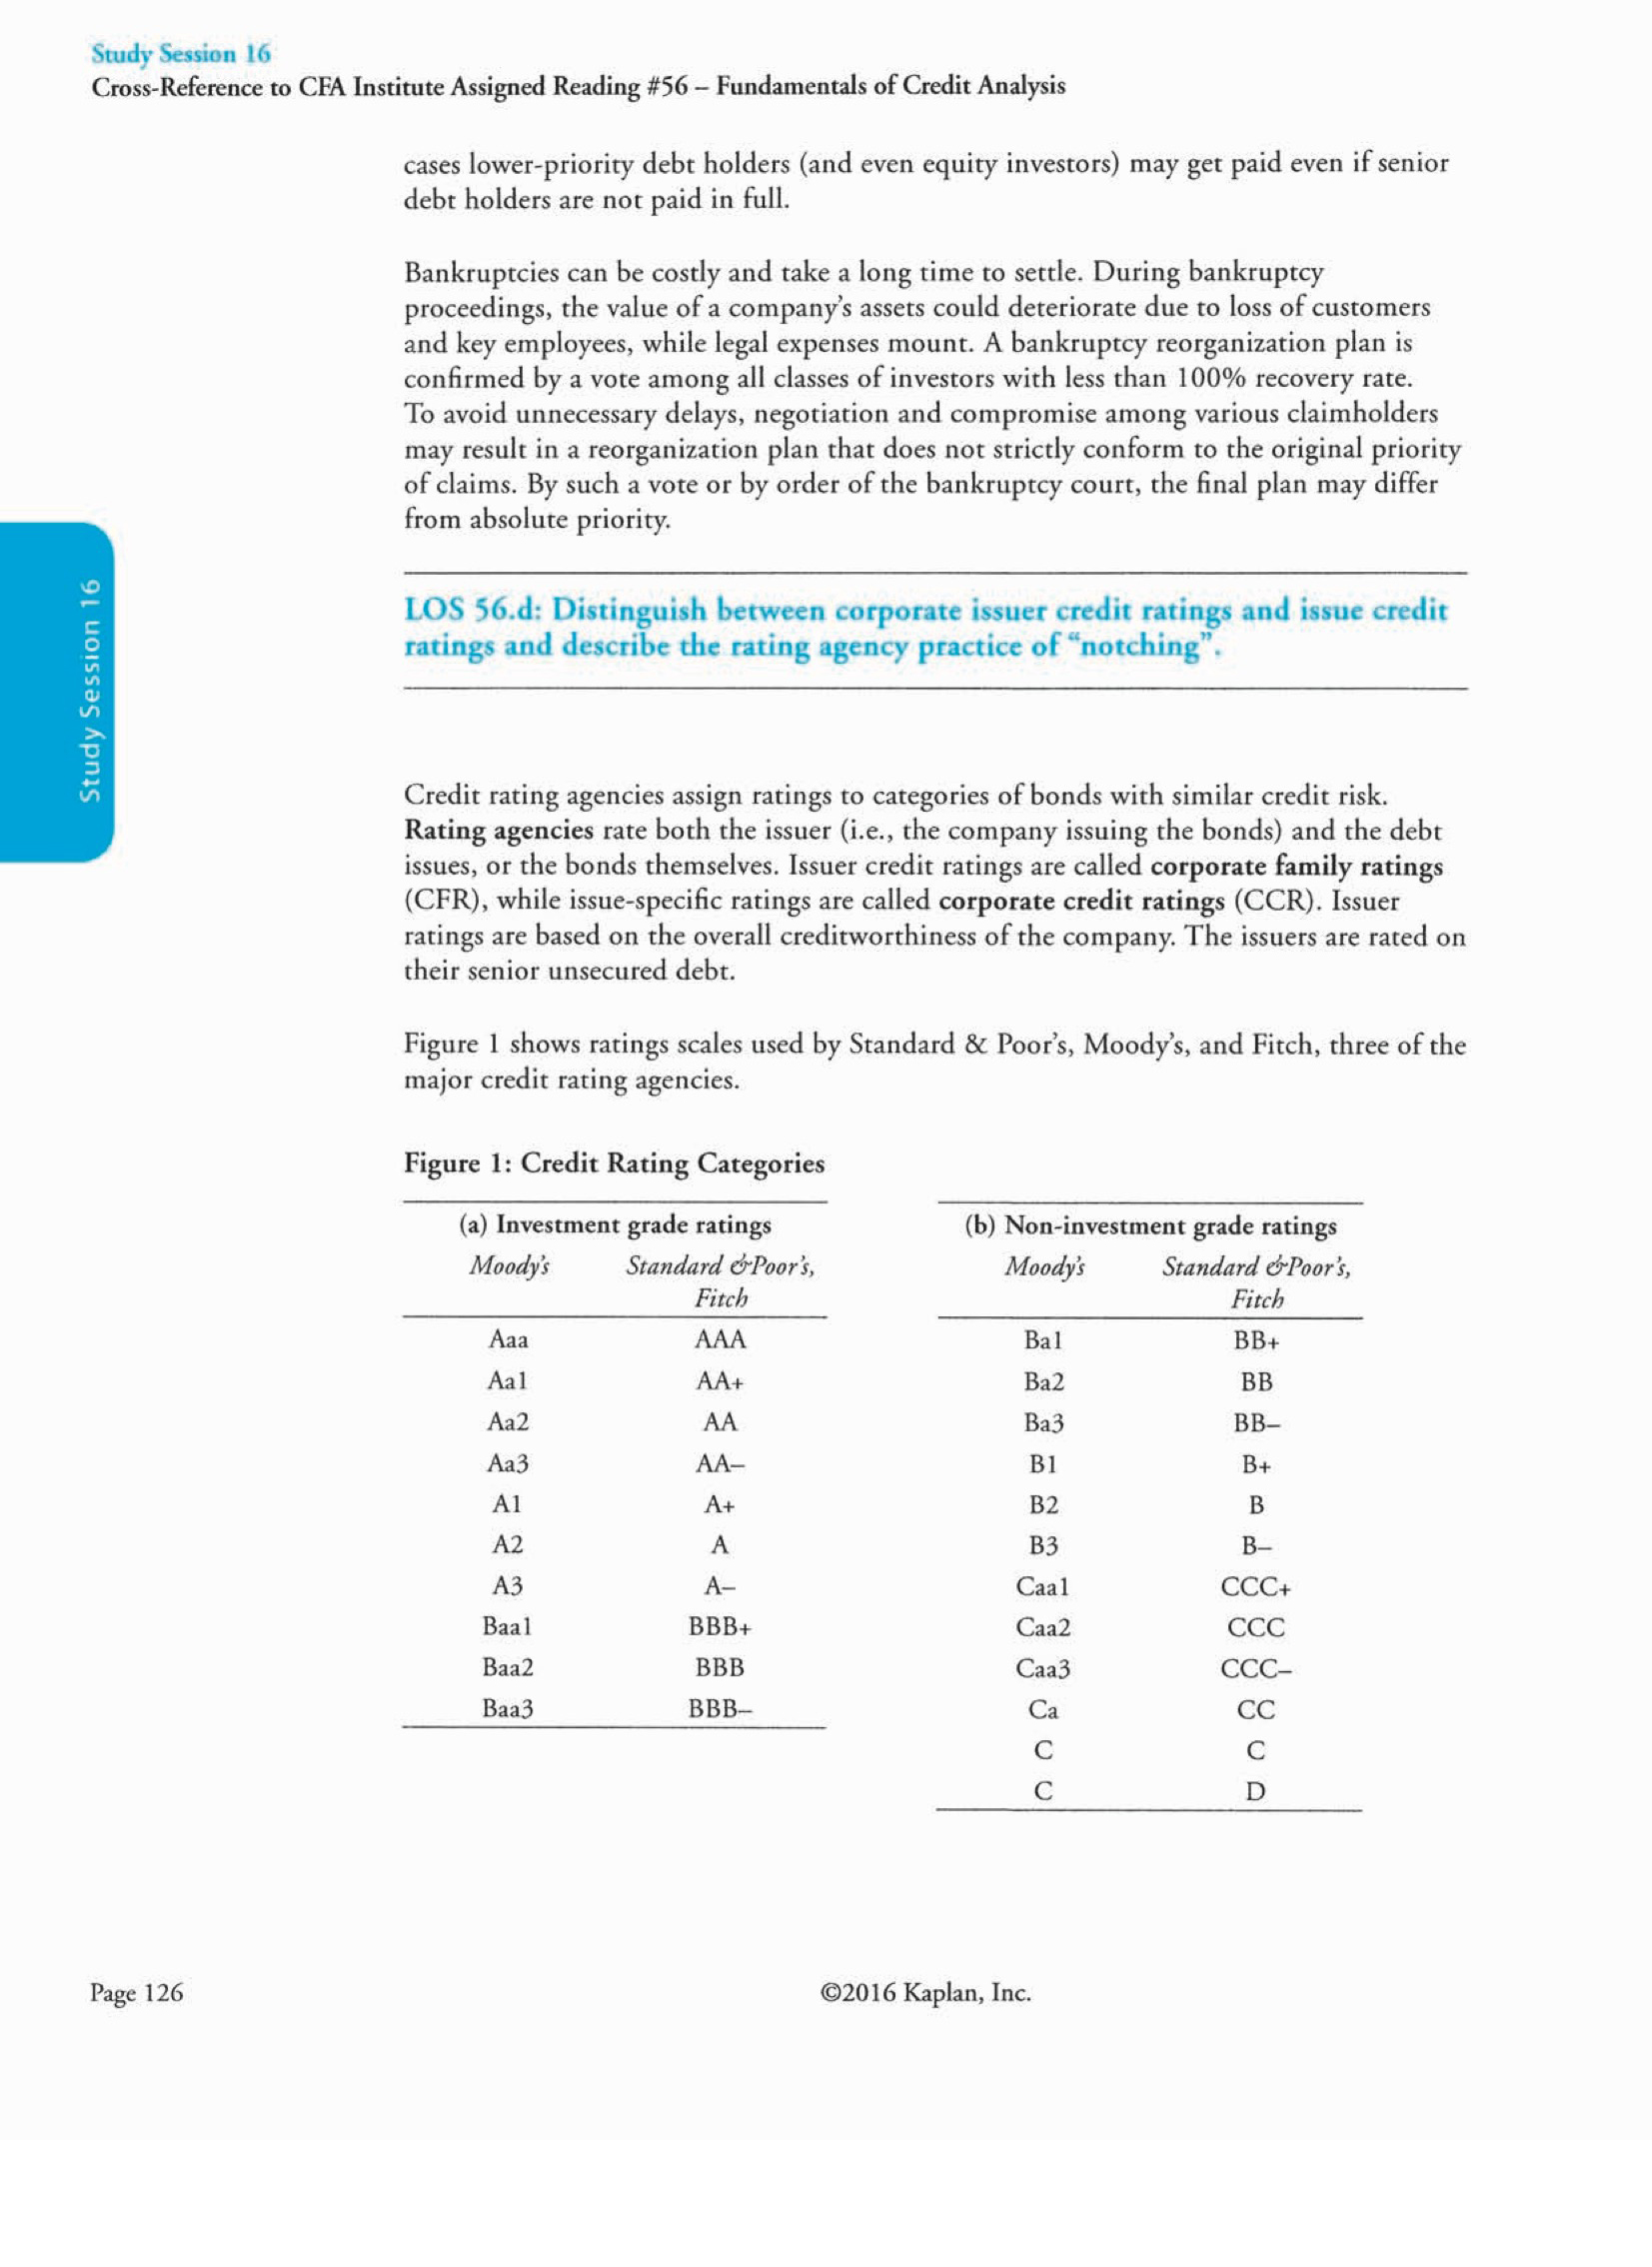 Study Session 16
Cross-Reference to CFA Institute Assigned Reading #56 – Fundamentals of Credit Analysis
cases lower-priority debt holders (and even equity investors) may get paid even if senior
debt holders are not paid in full.
Bankruptcies can be costly and take a long time to settle. During bankruptcy
proceedings, the value of a company's assets could deteriorate due to loss of customers
and key employees, while legal expenses mount. A bankruptcy reorganization plan is
confirmed by a vote among all classes of investors with less than 100% recovery rate.
To avoid unnecessary delays, negotiation and compromise among various claimholders
may result in a reorganization plan that does not strictly conform to the original priority
of claims. By such a vote or by order of the bankruptcy court, the final plan may differ
from absolute priority.
Study Session 16
LOS 56.d: Distinguish between corporate issuer credit ratings and issue credit
ratings and describe the rating agency practice of “notching”.
Credit rating agencies assign ratings to categories of bonds with similar credit risk.
Rating agencies rate both the issuer (i.e., the company issuing the bonds) and the debt
issues, or the bonds themselves. Issuer credit ratings are called corporate family ratings
(CFR), while issue-specific ratings are called corporate credit ratings (CCR). Issuer
ratings are based on the overall creditworthiness of the company. The issuers are rated on
their senior unsecured debt.
Figure 1 shows ratings scales used by Standard & Poor's, Moody's, and Fitch, three of the
major credit rating agencies.
Figure 1: Credit Rating Categories
(a) Investment grade ratings
Moody's Standard &Poor's,
Fitch
Aaa AAA
Aa1 AA+
Aa2 AA
Aa3 AA–
A1 A+
A2 A
A3 A–
Baa1 BBB+
Baa2 BBB
Baa3 BBB–
(b) Non-investment grade ratings
Moody's Standard &Poor's,
Fitch
Ba1 BB+
Ba2 BB
Ba3 BB–
B1 B+
B2 B
B3 B–
Caa1 CCC+
Caa2 CCC
Caa3 CCC–
Ca CC
C C
C D
Page 126 ©2016 Kaplan, Inc.